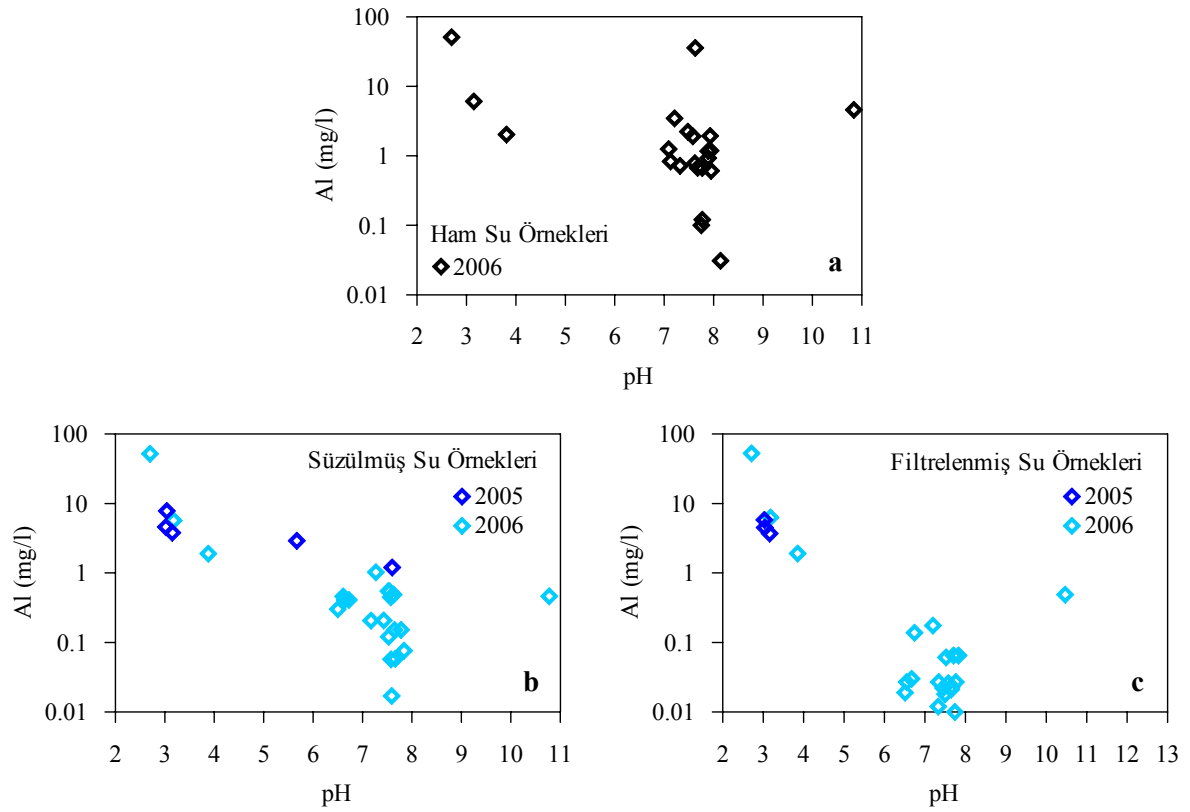 100
10
1
0.1
0.01
Al (mg/l)
Ham Su Örnekleri
2006
a
2 3 4 5 6 7 8 9 10 11
pH
100
10
1
0.1
0.01
Al (mg/l)
Süzülmüş Su Örnekleri
2005
2006
b
2 3 4 5 6 7 8 9 10 11
pH
100
10
1
0.1
0.01
Al (mg/l)
Filtrelenmiş Su Örnekleri
2005
2006
c
2 3 4 5 6 7 8 9 10 11 12 13
pH